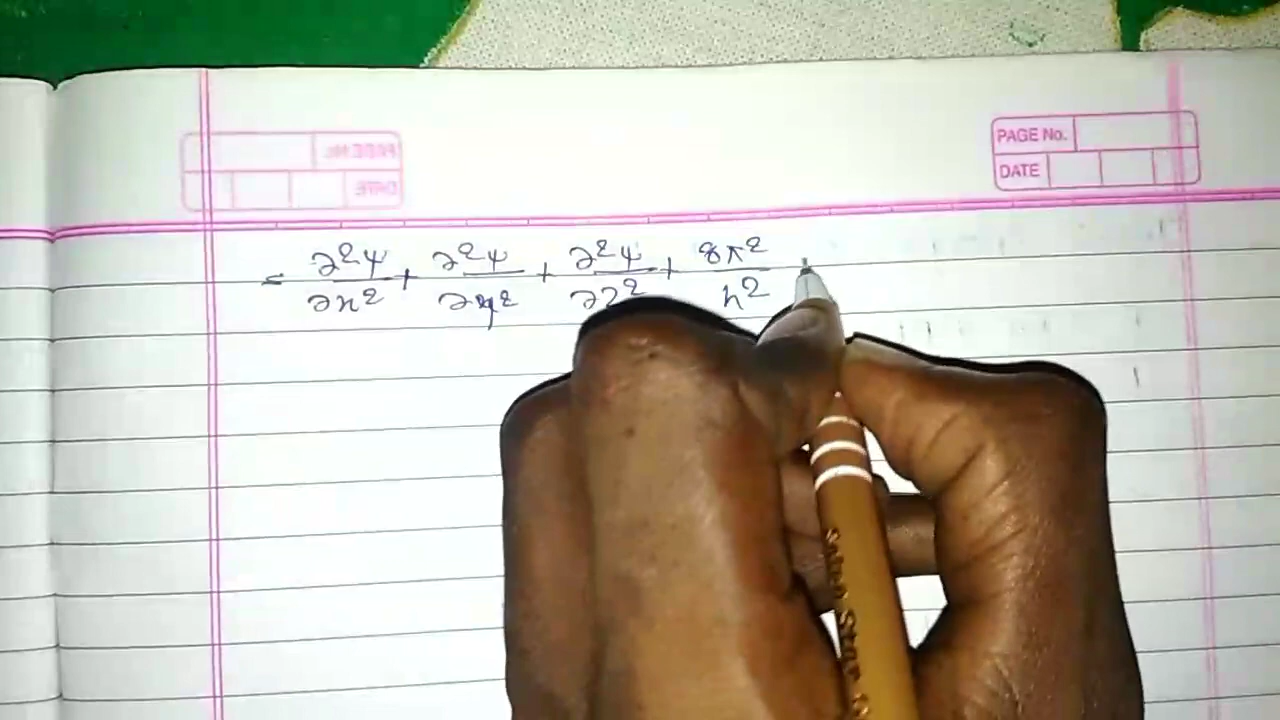 PAGE No.
DATE
= ∂²ψ/∂x² + ∂²ψ/∂y² + ∂²ψ/∂z² + 8π²/h²